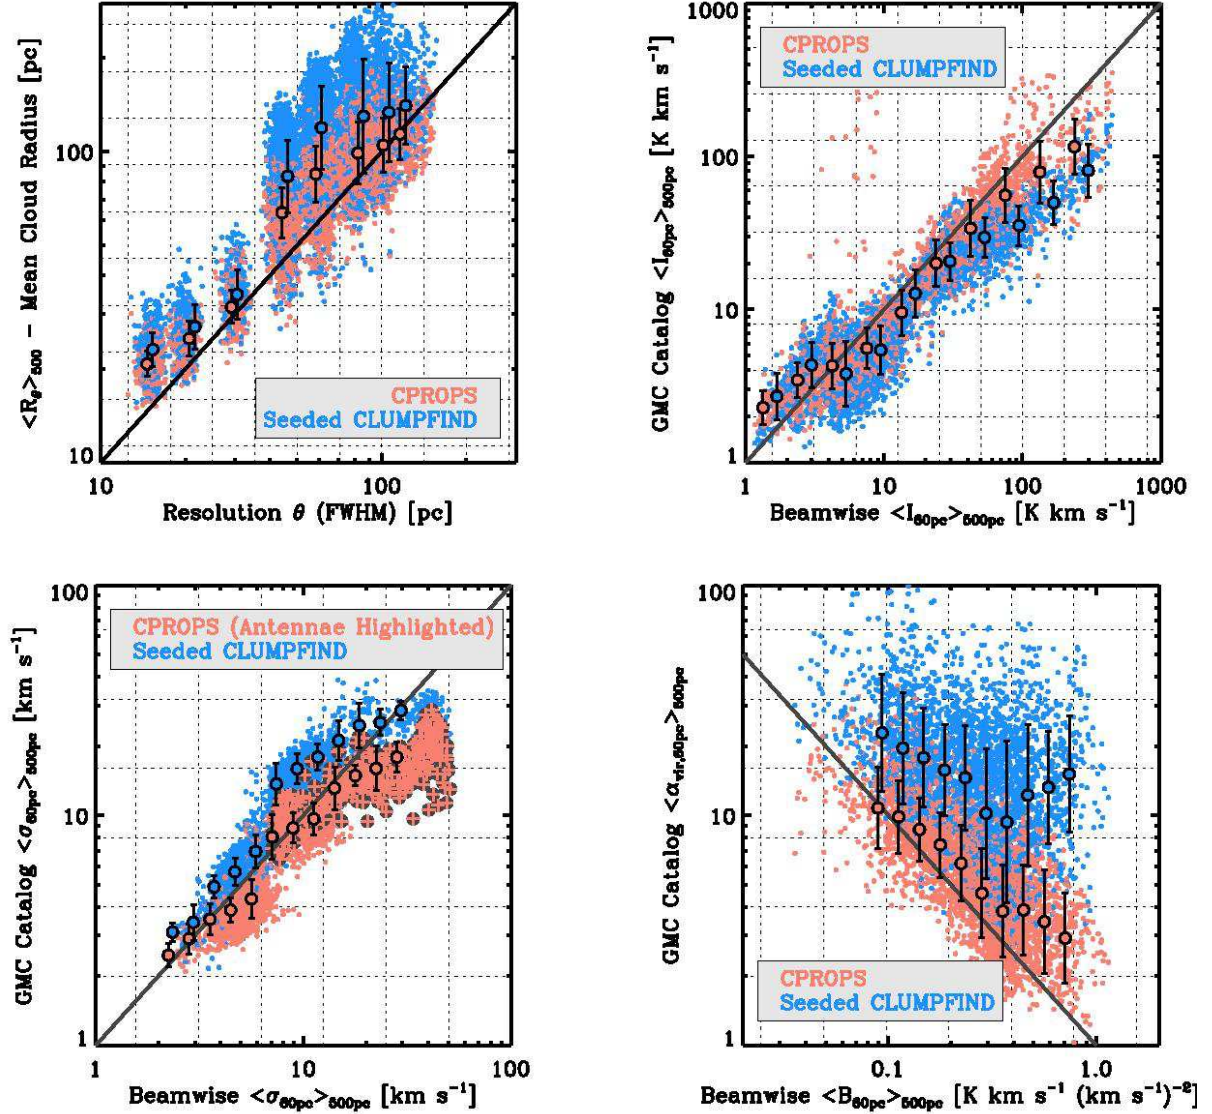 <R_θ>_500 - Mean Cloud Radius [pc]
100
10
CPROPS
Seeded CLUMPFIND
10 100
Resolution θ (FWHM) [pc]
GMC Catalog <I_60pc>_500pc [K km s⁻¹]
1000
100
10
1
CPROPS
Seeded CLUMPFIND
1 10 100 1000
Beamwise <I_60pc>_500pc [K km s⁻¹]
GMC Catalog <σ_60pc>_500pc [km s⁻¹]
100
10
1
CPROPS (Antennae Highlighted)
Seeded CLUMPFIND
1 10 100
Beamwise <σ_60pc>_500pc [km s⁻¹]
GMC Catalog <α_vir,60pc>_500pc
100
10
1
CPROPS
Seeded CLUMPFIND
0.1 1.0
Beamwise <B_60pc>_500pc [K km s⁻¹ (km s⁻¹)⁻²]